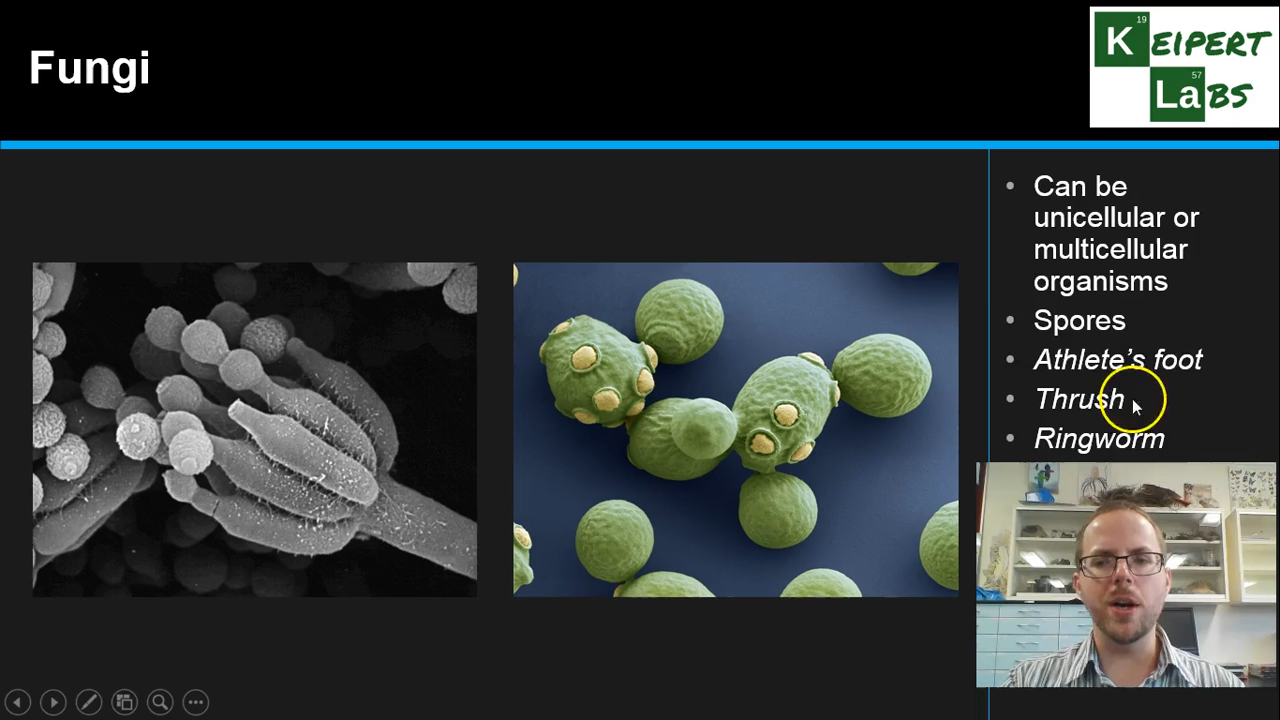 Fungi
19
K EIPERT
57
La BS
Can be
unicellular or
multicellular
organisms
Spores
Athlete's foot
Thrush
Ringworm